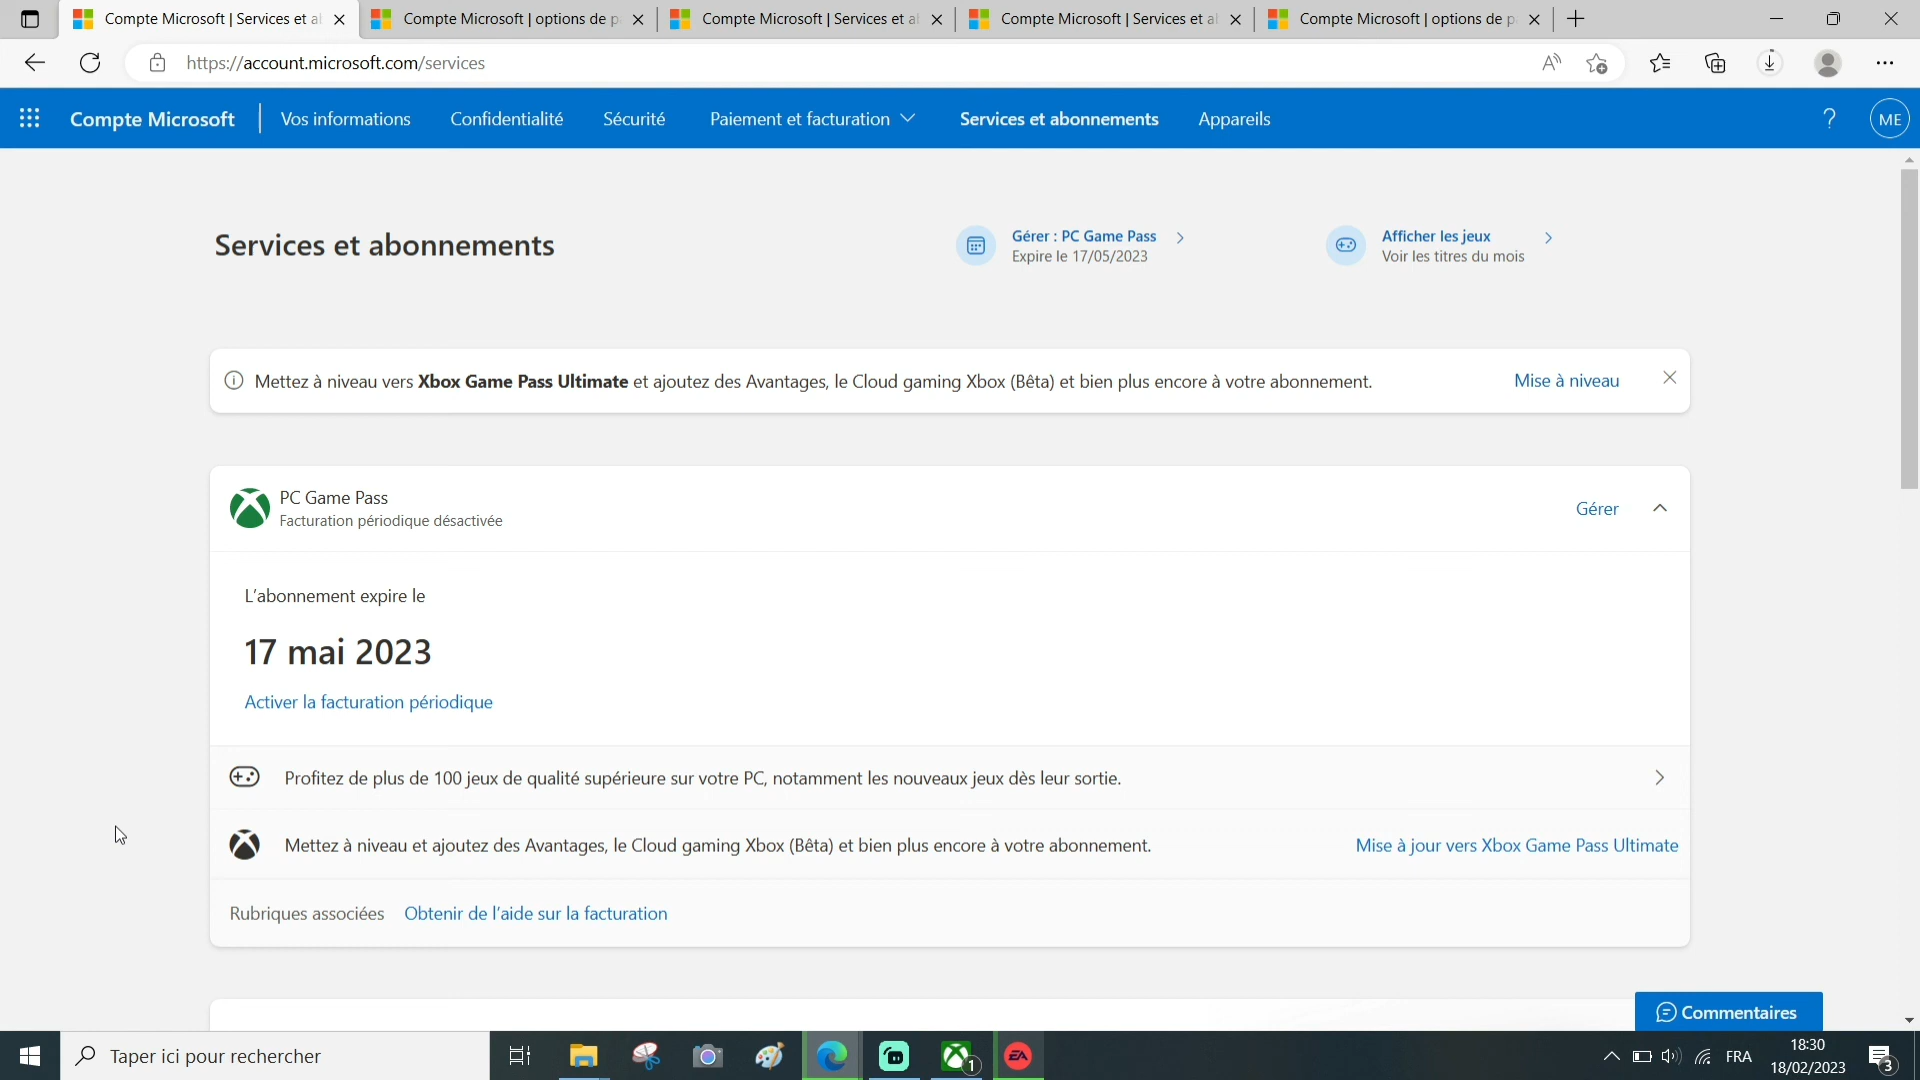 Compte Microsoft | Services et al
Compte Microsoft | options de p
Compte Microsoft | Services et al
Compte Microsoft | Services et al
Compte Microsoft | options de p
https://account.microsoft.com/services
Compte Microsoft
Vos informations
Confidentialité
Sécurité
Paiement et facturation
Services et abonnements
Appareils
?
ME
Services et abonnements
Gérer : PC Game Pass
Expire le 17/05/2023
Afficher les jeux
Voir les titres du mois
Mettez à niveau vers Xbox Game Pass Ultimate et ajoutez des Avantages, le Cloud gaming Xbox (Bêta) et bien plus encore à votre abonnement.
Mise à niveau
PC Game Pass
Facturation périodique désactivée
Gérer
L'abonnement expire le
17 mai 2023
Activer la facturation périodique
Profitez de plus de 100 jeux de qualité supérieure sur votre PC, notamment les nouveaux jeux dès leur sortie.
Mettez à niveau et ajoutez des Avantages, le Cloud gaming Xbox (Bêta) et bien plus encore à votre abonnement.
Mise à jour vers Xbox Game Pass Ultimate
Rubriques associées
Obtenir de l'aide sur la facturation
Commentaires
Taper ici pour rechercher
1
EA
FRA
18:30
18/02/2023
3